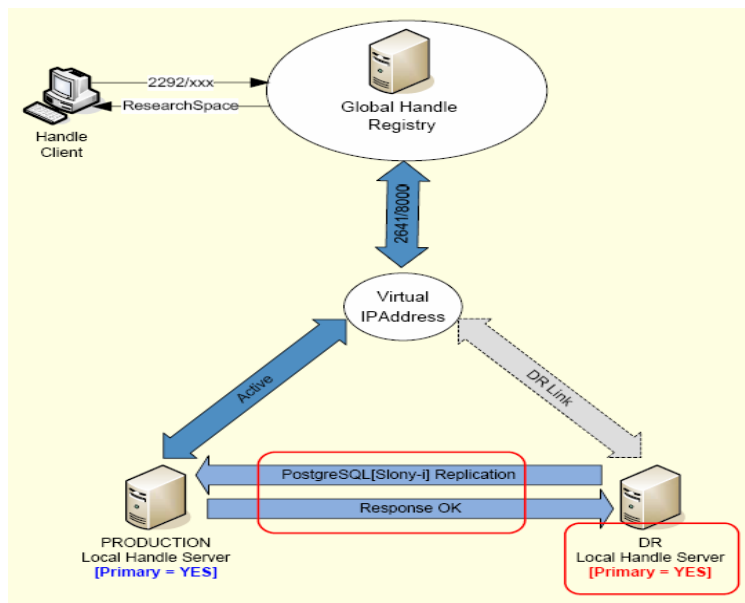 2292/xxx
ResearchSpace
Handle
Client
Global Handle
Registry
2641/8000
Virtual
IPAddress
Active
DR Link
PostgreSQL[Slony-i] Replication
Response OK
PRODUCTION
Local Handle Server
[Primary = YES]
DR
Local Handle Server
[Primary = YES]